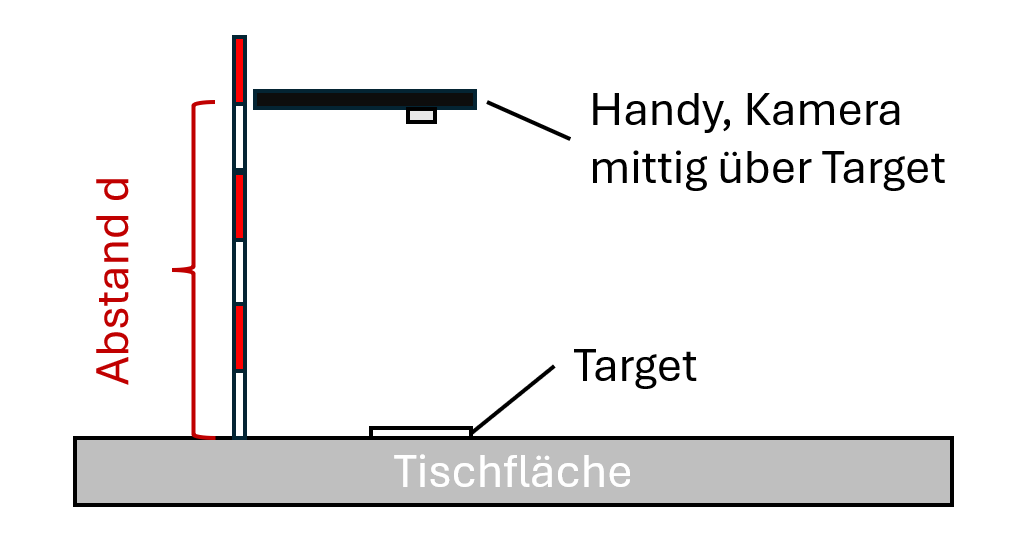 Handy, Kamera
mittig über Target
Abstand d
Target
Tischfläche